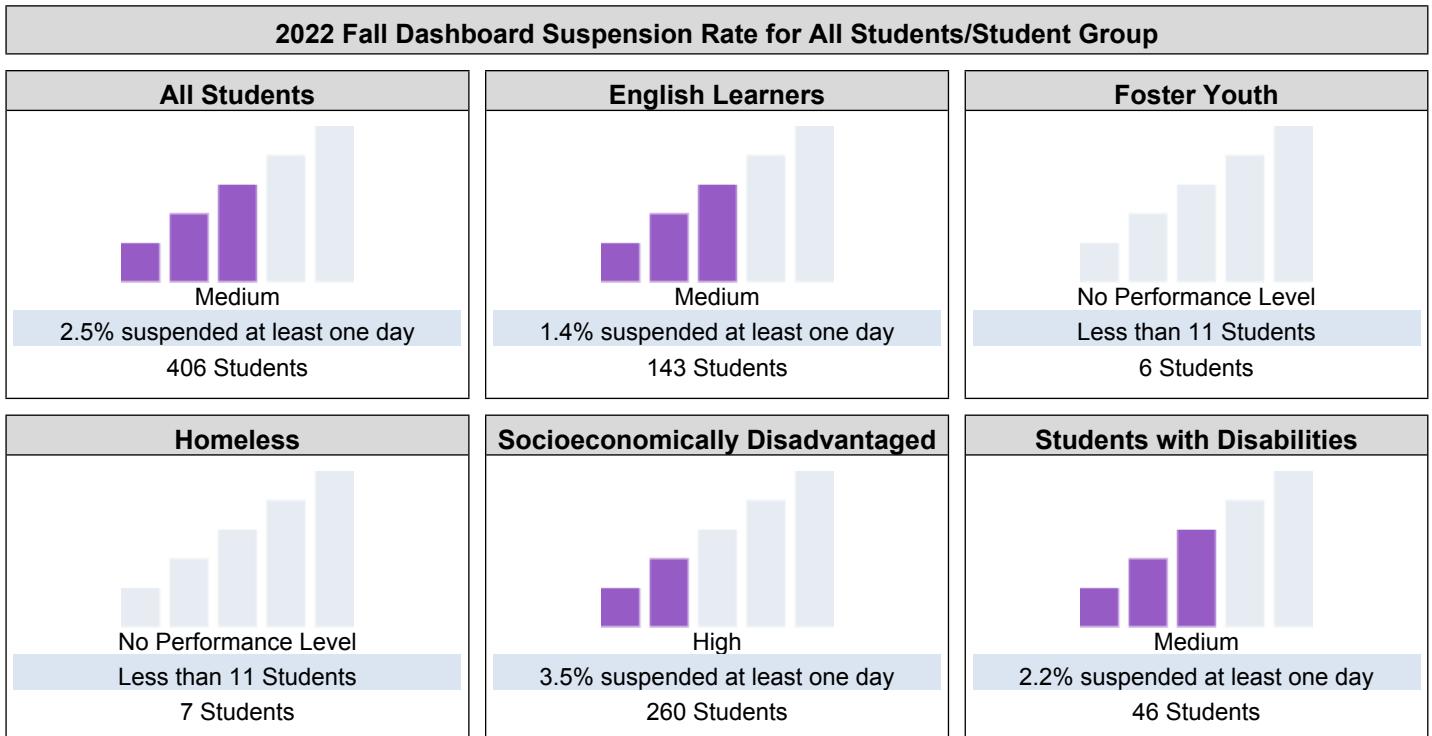 2022 Fall Dashboard Suspension Rate for All Students/Student Group
All Students
Medium
2.5% suspended at least one day
406 Students
English Learners
Medium
1.4% suspended at least one day
143 Students
Foster Youth
No Performance Level
Less than 11 Students
6 Students
Homeless
No Performance Level
Less than 11 Students
7 Students
Socioeconomically Disadvantaged
High
3.5% suspended at least one day
260 Students
Students with Disabilities
Medium
2.2% suspended at least one day
46 Students